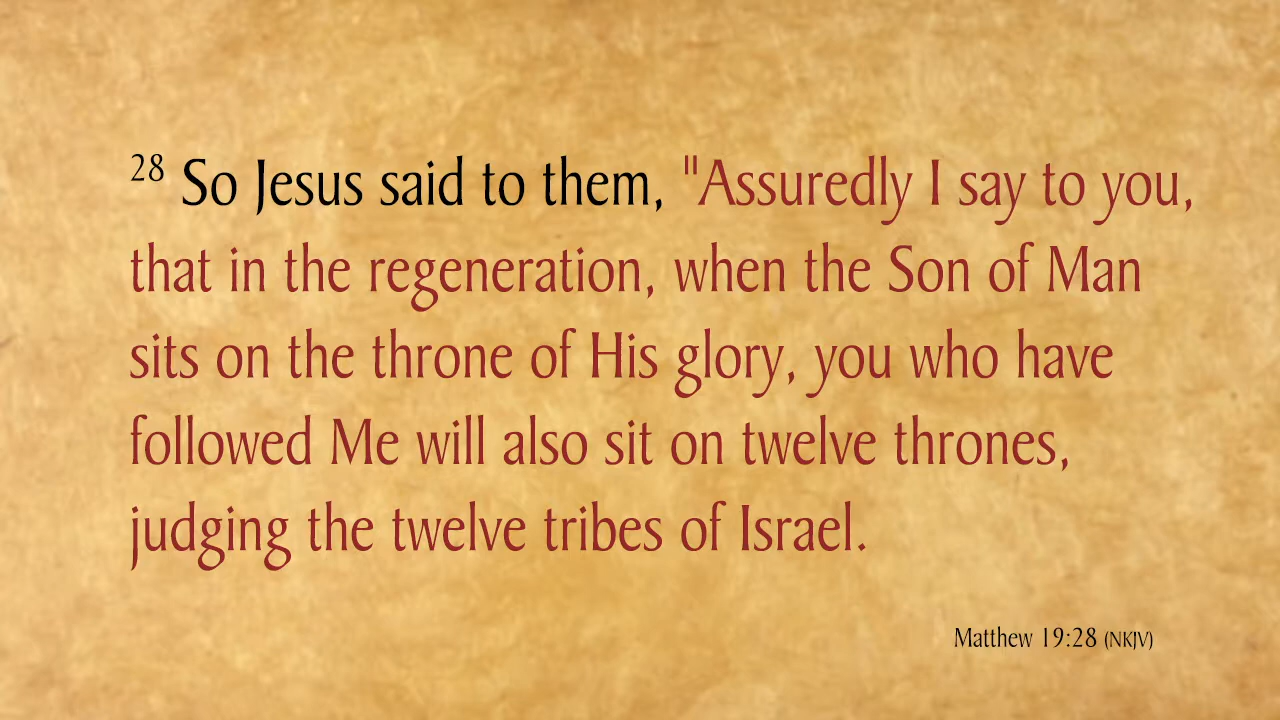 28 So Jesus said to them, "Assuredly I say to you,
that in the regeneration, when the Son of Man
sits on the throne of His glory, you who have
followed Me will also sit on twelve thrones,
judging the twelve tribes of Israel.
Matthew 19:28 (NKJV)